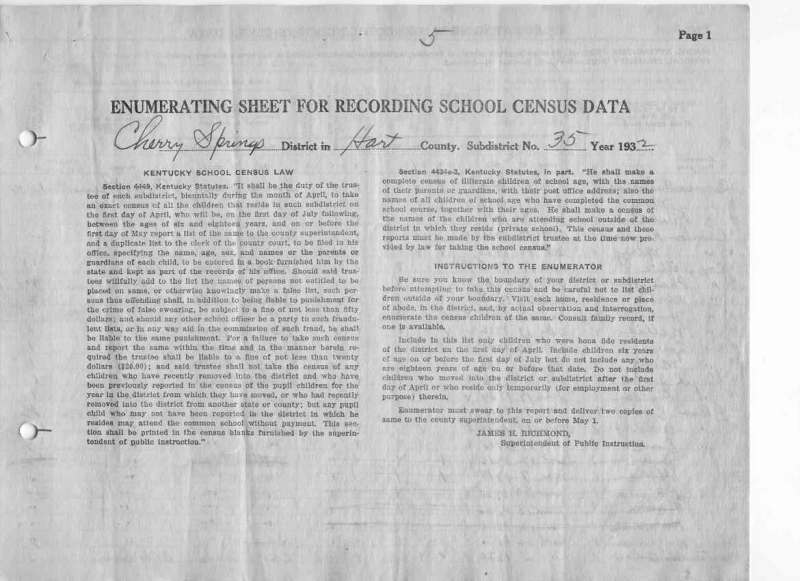 5
Page 1
ENUMERATING SHEET FOR RECORDING SCHOOL CENSUS DATA
Cherry Springs District in Hart County. Subdistrict No. 35 Year 1932
KENTUCKY SCHOOL CENSUS LAW
Section 4449, Kentucky Statutes. "It shall be the duty of the trus-
tee of each subdistrict, biennially during the month of April, to take
an exact census of all the children that reside in such subdistrict on
the first day of April, who will be, on the first day of July following,
between the ages of six and eighteen years, and on or before the
first day of May report a list of the same to the county superintendent,
and a duplicate list to the clerk of the county court, to be filed in his
office, specifying the name, age, sex, and names or the parents or
guardians of each child, to be entered in a book furnished him by the
state and kept as part of the records of his office. Should said trus-
tees willfully add to the list the names of persons not entitled to be
placed on same, or otherwise knowingly make a false list, such per-
sons thus offending shall, in addition to being liable to punishment for
the crime of false swearing, be subject to a fine of not less than fifty
dollars; and should any other school officer be a party to such fraudu-
lent lists, or in any way aid in the commission of such fraud, he shall
be liable to the same punishment. For a failure to take such census
and report the same within the time and in the manner herein re-
quired the trustee shall be liable to a fine of not less than twenty
dollars ($20.00); and said trustee shall not take the census of any
children who have recently removed into the district and who have
been previously reported in the census of the pupil children for the
year in the district from which they have moved, or who had recently
removed into the district from another state or county; but any pupil
child who may not have been reported in the district in which he
resides may attend the common school without payment. This sec-
tion shall be printed in the census blanks furnished by the superin-
tendent of public instruction."
Section 4434a-2, Kentucky Statutes, in part. "He shall make a
complete census of illiterate children of school age, with the names
of their parents or guardians, with their post office address; also the
names of all children of school age who have completed the common
school course, together with their ages. He shall make a census of
the names of the children who are attending school outside of the
district in which they reside (private school). This census and these
reports must be made by the subdistrict trustee at the time now pro-
vided by law for taking the school census."
INSTRUCTIONS TO THE ENUMERATOR
Be sure you know the boundary of your district or subdistrict
before attempting to take this census and be careful not to list chil-
dren outside of your boundary. Visit each home, residence or place
of abode, in the district, and, by actual observation and interrogation,
enumerate the census children of the same. Consult family record, if
one is available.
Include in this list only children who were bona fide residents
of the district on the first day of April. Include children six years
of age on or before the first day of July but do not include any who
are eighteen years of age on or before that date. Do not include
children who moved into the district or subdistrict after the first
day of April or who reside only temporarily (for employment or other
purpose) therein.
Enumerator must swear to this report and deliver two copies of
same to the county superintendent, on or before May 1.
JAMES H. RICHMOND,
Superintendent of Public Instruction.